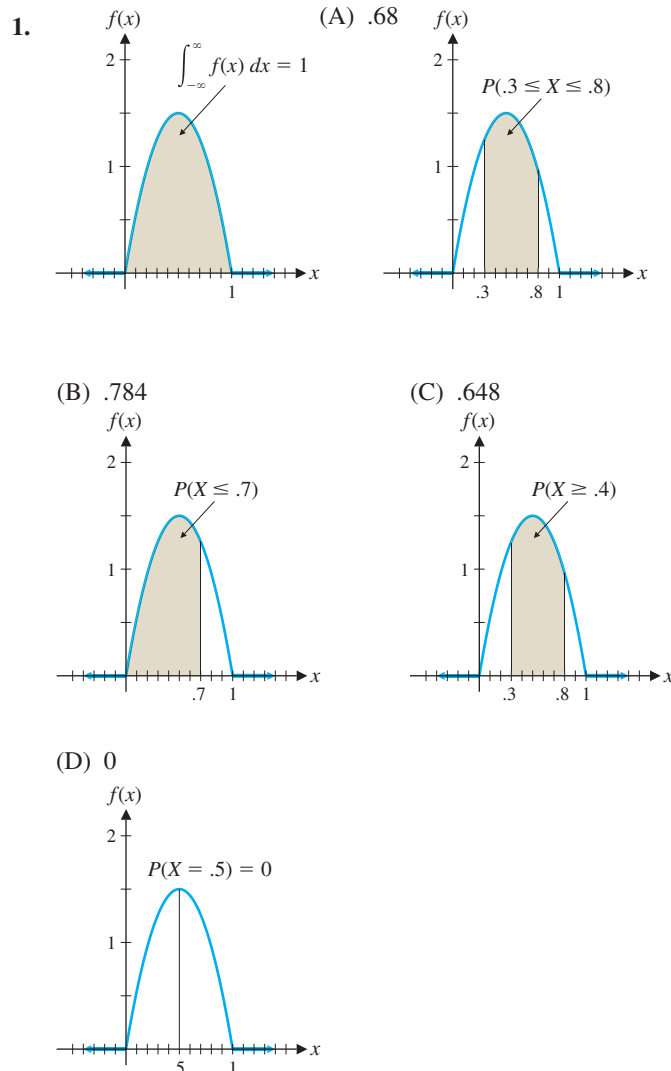 1.
f(x)
2
∫_{-∞}^{∞} f(x) dx = 1
1
x
1
(A) .68
f(x)
2
P(.3 ≤ X ≤ .8)
1
x
.3 .8 1
(B) .784
f(x)
2
P(X ≤ .7)
1
x
.7 1
(C) .648
f(x)
2
P(X ≥ .4)
1
x
.3 .8 1
(D) 0
f(x)
2
P(X = .5) = 0
1
x
.5 1